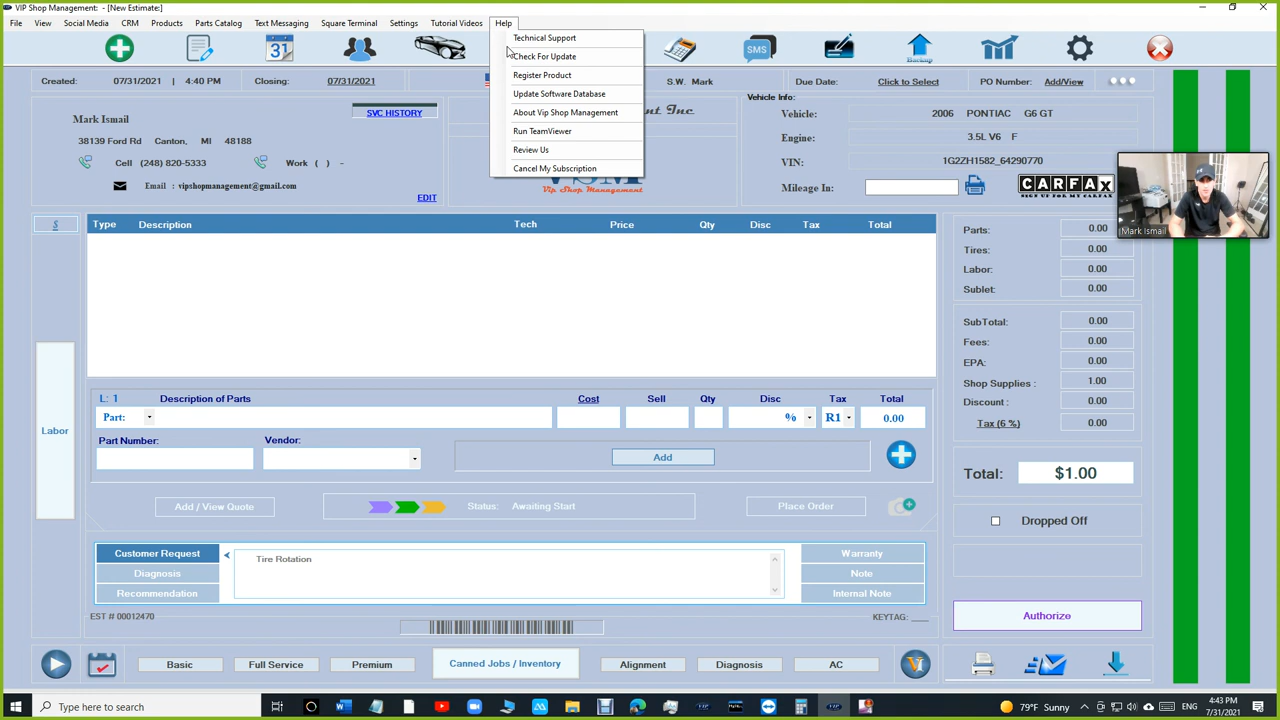 VIP Shop Management: - [New Estimate:]
File View Social Media CRM Products Parts Catalog Text Messaging Square Terminal Settings Tutorial Videos Help
Technical Support
Check For Update
Register Product
Update Software Database
About Vip Shop Management
Run TeamViewer
Review Us
Cancel My Subscription
31
SMS
Backup
Created: 07/31/2021 | 4:40 PM Closing: 07/31/2021
S.W. Mark Due Date: Click to Select PO Number: Add/View
Mark Ismail
SVC HISTORY
38139 Ford Rd Canton, MI 48188
Cell (248) 820-5333 Work ( ) -
Email : vipshopmanagement@gmail.com
EDIT
Inc
Vip Shop Management
Vehicle Info:
Vehicle: 2006 PONTIAC G6 GT
Engine: 3.5L V6 F
VIN: 1G2ZH1582_64290770
Mileage In:
CARFAX
SIGN UP FOR MY CARFAX
Mark Ismail
S
Type Description Tech Price Qty Disc Tax Total
Labor
Parts: 0.00
Tires: 0.00
Labor: 0.00
Sublet: 0.00
SubTotal: 0.00
Fees: 0.00
EPA: 0.00
Shop Supplies : 1.00
Discount : 0.00
Tax (6 %) 0.00
Total: $1.00
Dropped Off
Authorize
L: 1 Description of Parts Cost Sell Qty Disc Tax Total
Part: % R1 0.00
Part Number: Vendor:
Add
Add / View Quote Status: Awaiting Start Place Order
Customer Request
Diagnosis
Recommendation
Tire Rotation
Warranty
Note
Internal Note
EST # 00012470 KEYTAG: ____
Basic Full Service Premium Canned Jobs / Inventory Alignment Diagnosis AC
Type here to search
79°F Sunny ENG 4:43 PM
7/31/2021